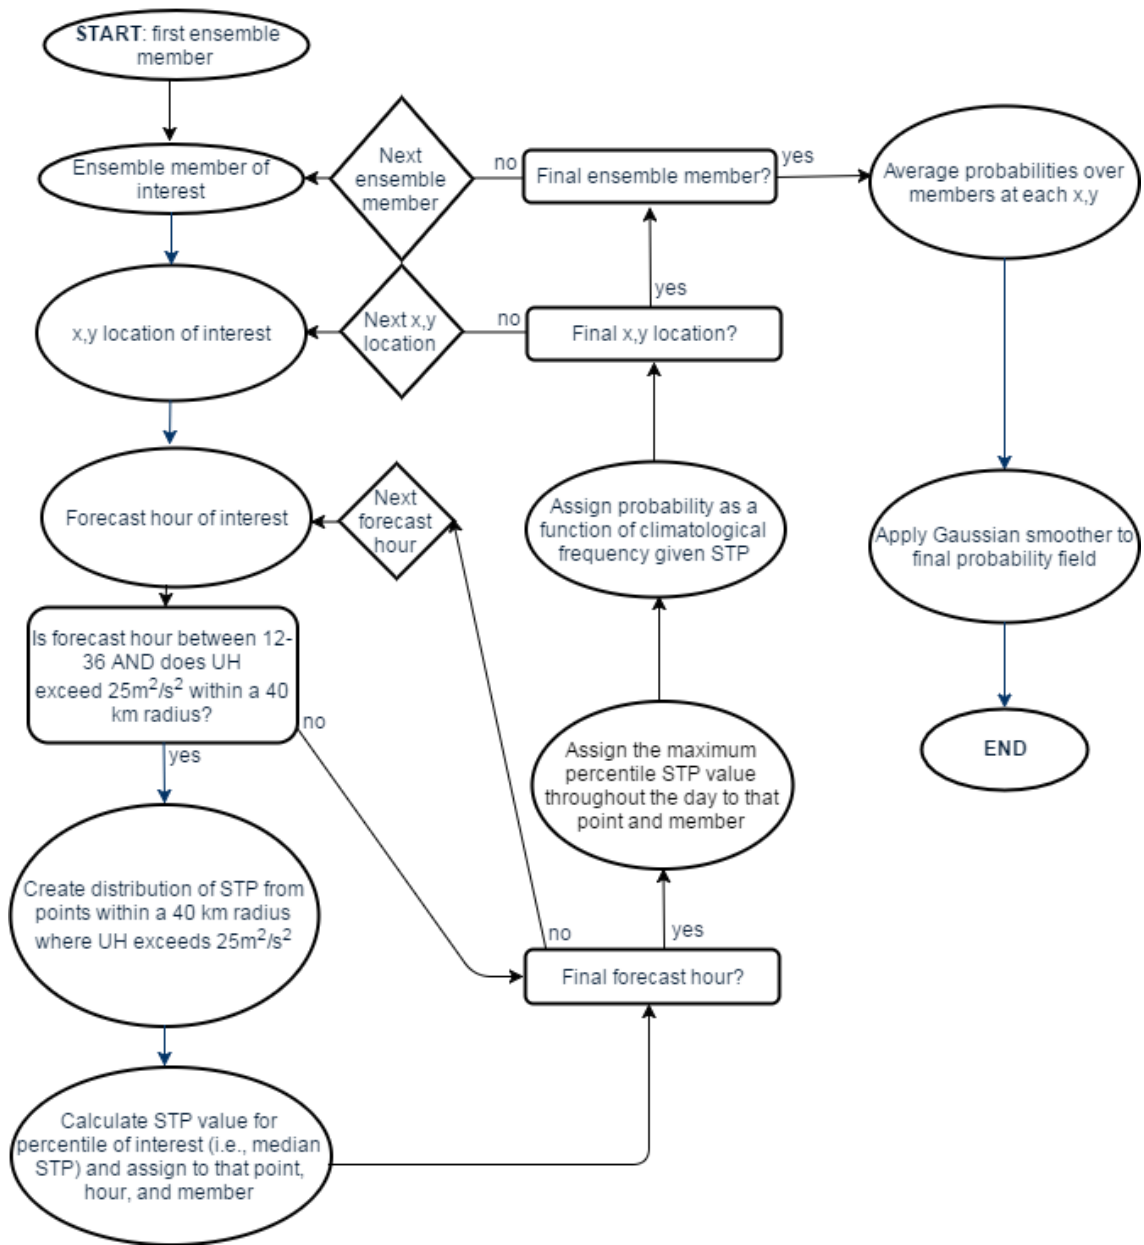 START: first ensemble
member
Ensemble member of
interest
Next
ensemble
member
no
Final ensemble member?
yes
Average probabilities over
members at each x,y
x,y location of interest
Next x,y
location
no
Final x,y location?
yes
Forecast hour of interest
Next
forecast
hour
Assign probability as a
function of climatological
frequency given STP
Apply Gaussian smoother to
final probability field
Is forecast hour between 12-
36 AND does UH
exceed 25m²/s² within a 40
km radius?
no
yes
Assign the maximum
percentile STP value
throughout the day to that
point and member
END
Create distribution of STP from
points within a 40 km radius
where UH exceeds 25m²/s²
no
yes
Final forecast hour?
Calculate STP value for
percentile of interest (i.e., median
STP) and assign to that point,
hour, and member